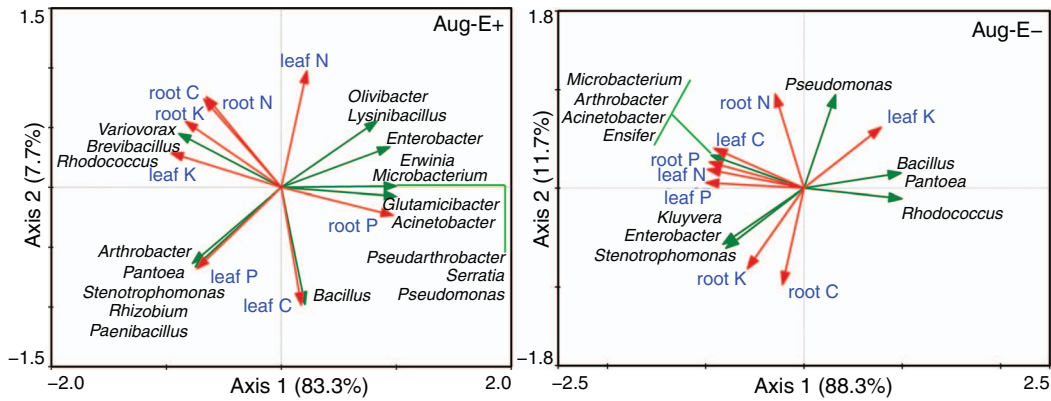 1.5
Aug-E+
leaf N
root C
root N
root K
Olivibacter
Lysinibacillus
Variovorax
Brevibacillus
Rhodococcus
leaf K
Enterobacter
Erwinia
Microbacterium
Glutamicibacter
root P
Acinetobacter
Arthrobacter
Pantoea
leaf P
Stenotrophomonas
Rhizobium
Paenibacillus
leaf C
Bacillus
Pseudarthrobacter
Serratia
Pseudomonas
Axis 2 (7.7%)
−1.5
−2.0
Axis 1 (83.3%)
2.0
1.8
Aug-E−
Microbacterium
Arthrobacter
Acinetobacter
Ensifer
Pseudomonas
root N
leaf K
leaf C
root P
leaf N
leaf P
Bacillus
Pantoea
Rhodococcus
Kluyvera
Enterobacter
Stenotrophomonas
root K
root C
Axis 2 (11.7%)
−1.8
−2.5
Axis 1 (88.3%)
2.5